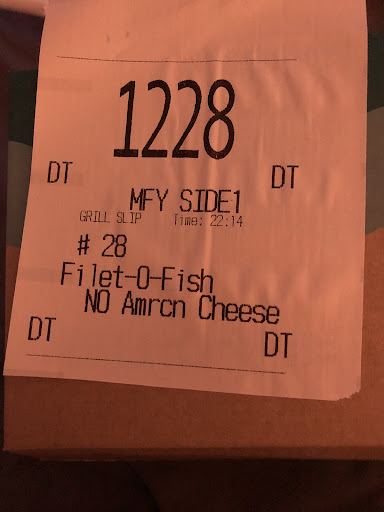 1228
DT DT
MFY SIDE1
GRILL SLIP Time: 22:14
# 28
Filet-O-Fish
NO Amrcn Cheese
DT DT